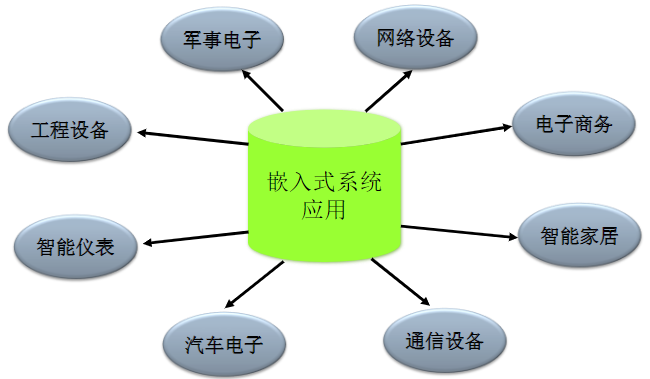 军事电子
网络设备
工程设备
电子商务
嵌入式系统
应用
智能仪表
智能家居
汽车电子
通信设备